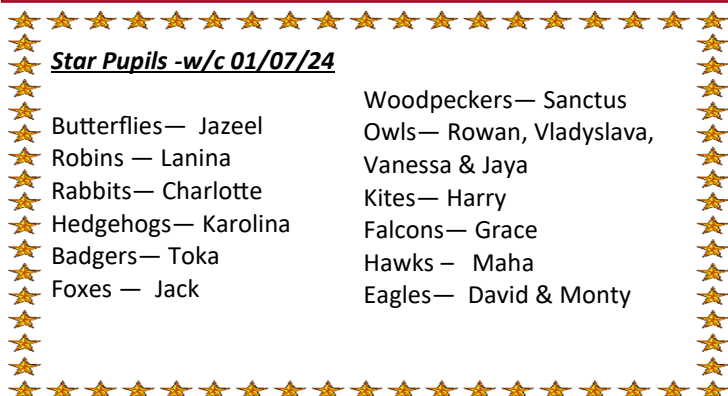 Star Pupils -w/c 01/07/24
Butterflies— Jazeel
Robins — Lanina
Rabbits— Charlotte
Hedgehogs— Karolina
Badgers— Toka
Foxes — Jack
Woodpeckers— Sanctus
Owls— Rowan, Vladyslava,
Vanessa & Jaya
Kites— Harry
Falcons— Grace
Hawks – Maha
Eagles— David & Monty